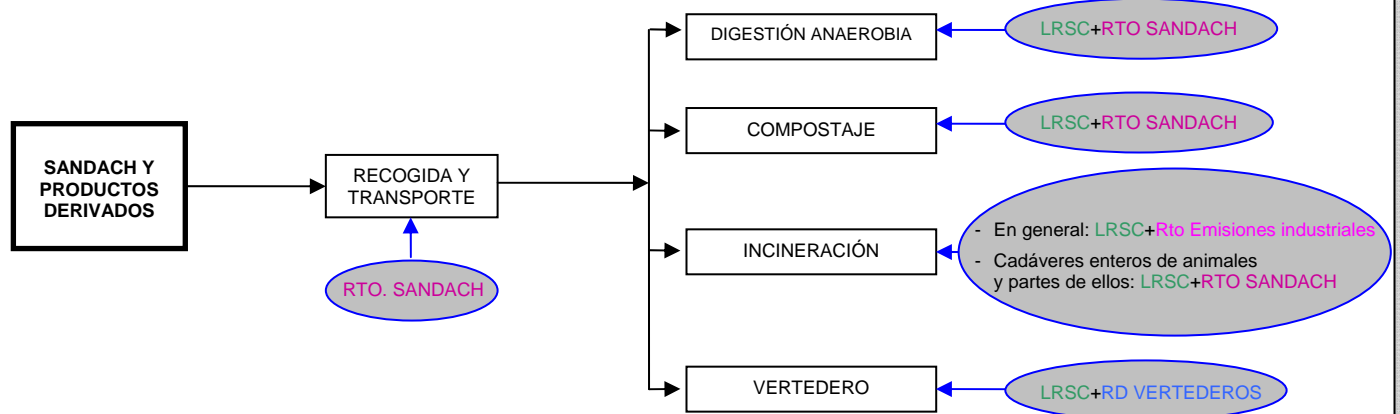 SANDACH Y
PRODUCTOS
DERIVADOS
RECOGIDA Y
TRANSPORTE
RTO. SANDACH
DIGESTIÓN ANAEROBIA
LRSC+RTO SANDACH
COMPOSTAJE
LRSC+RTO SANDACH
INCINERACIÓN
- En general: LRSC+Rto Emisiones industriales
- Cadáveres enteros de animales
y partes de ellos: LRSC+RTO SANDACH
VERTEDERO
LRSC+RD VERTEDEROS